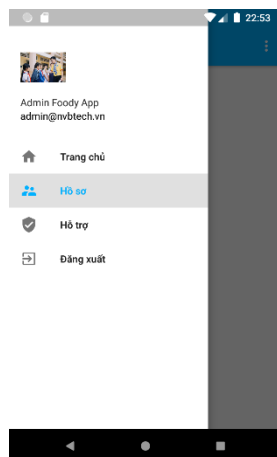 22:53
Admin Foody App
admin@nvbtech.vn
Trang chủ
Hồ sơ
Hỗ trợ
Đăng xuất